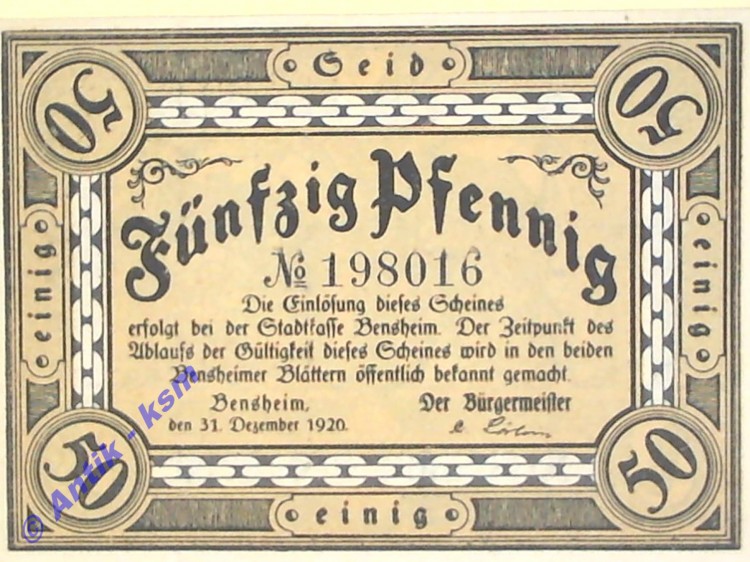 Seid
50
50
einig
einig
Fünfzig Pfennig
№ 198016
Die Einlösung dieses Scheines
erfolgt bei der Stadtkasse Bensheim. Der Zeitpunkt des
Ablaufs der Gültigkeit dieses Scheines wird in den beiden
Bensheimer Blättern öffentlich bekannt gemacht.
Bensheim, Der Bürgermeister
den 31. Dezember 1920.
50
50
einig
© Antik - ksm